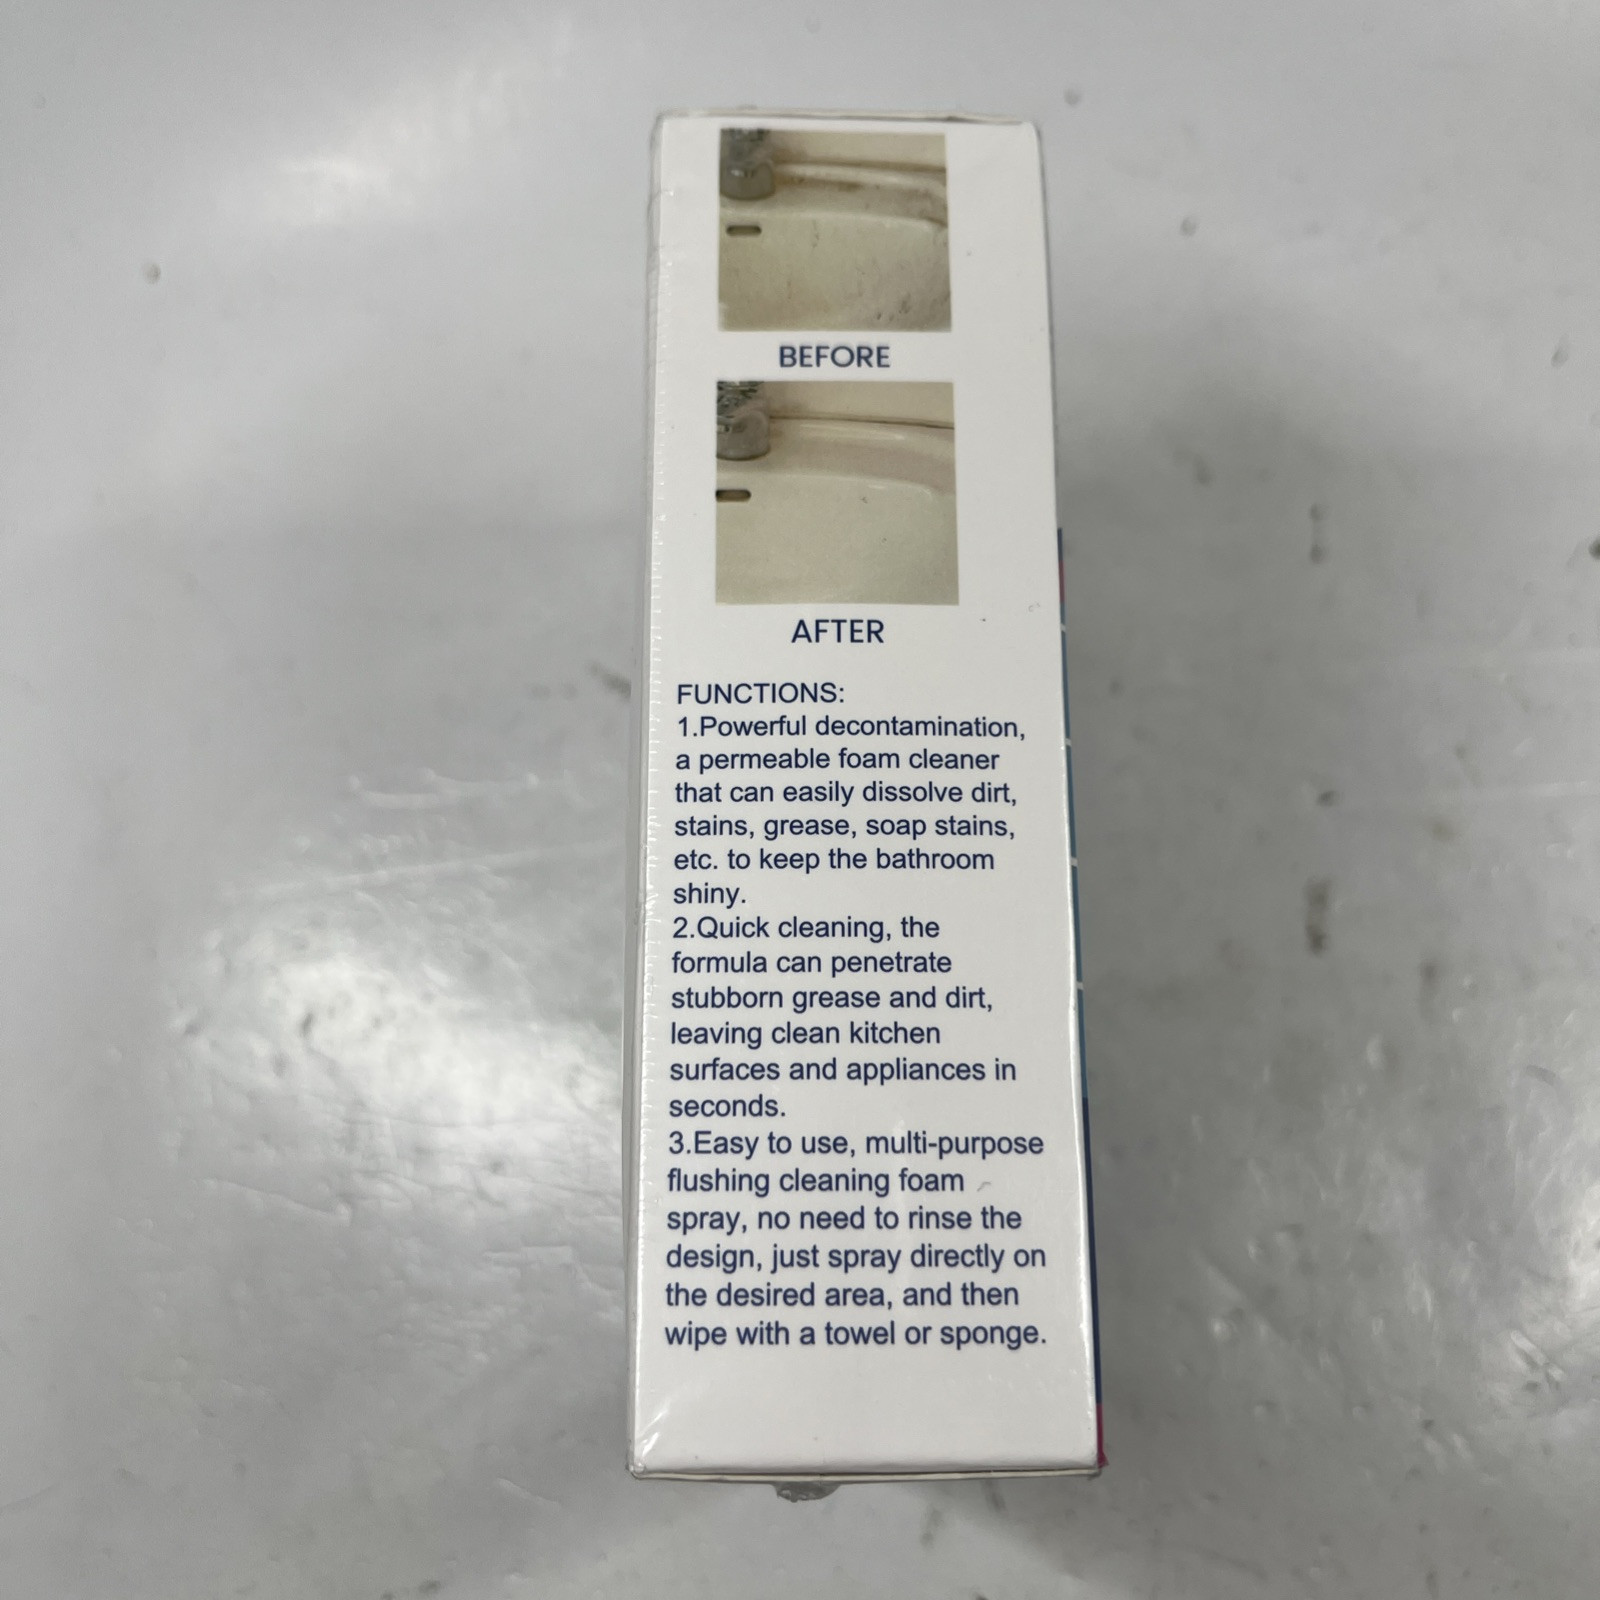 BEFORE
AFTER
FUNCTIONS:
1.Powerful decontamination,
a permeable foam cleaner
that can easily dissolve dirt,
stains, grease, soap stains,
etc. to keep the bathroom
shiny.
2.Quick cleaning, the
formula can penetrate
stubborn grease and dirt,
leaving clean kitchen
surfaces and appliances in
seconds.
3.Easy to use, multi-purpose
flushing cleaning foam
spray, no need to rinse the
design, just spray directly on
the desired area, and then
wipe with a towel or sponge.